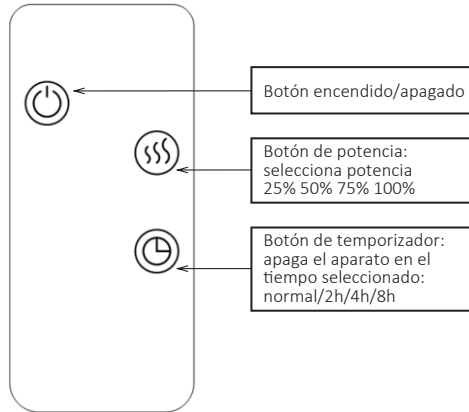 Botón encendido/apagado
Botón de potencia:
selecciona potencia
25% 50% 75% 100%
Botón de temporizador:
apaga el aparato en el
tiempo seleccionado:
normal/2h/4h/8h